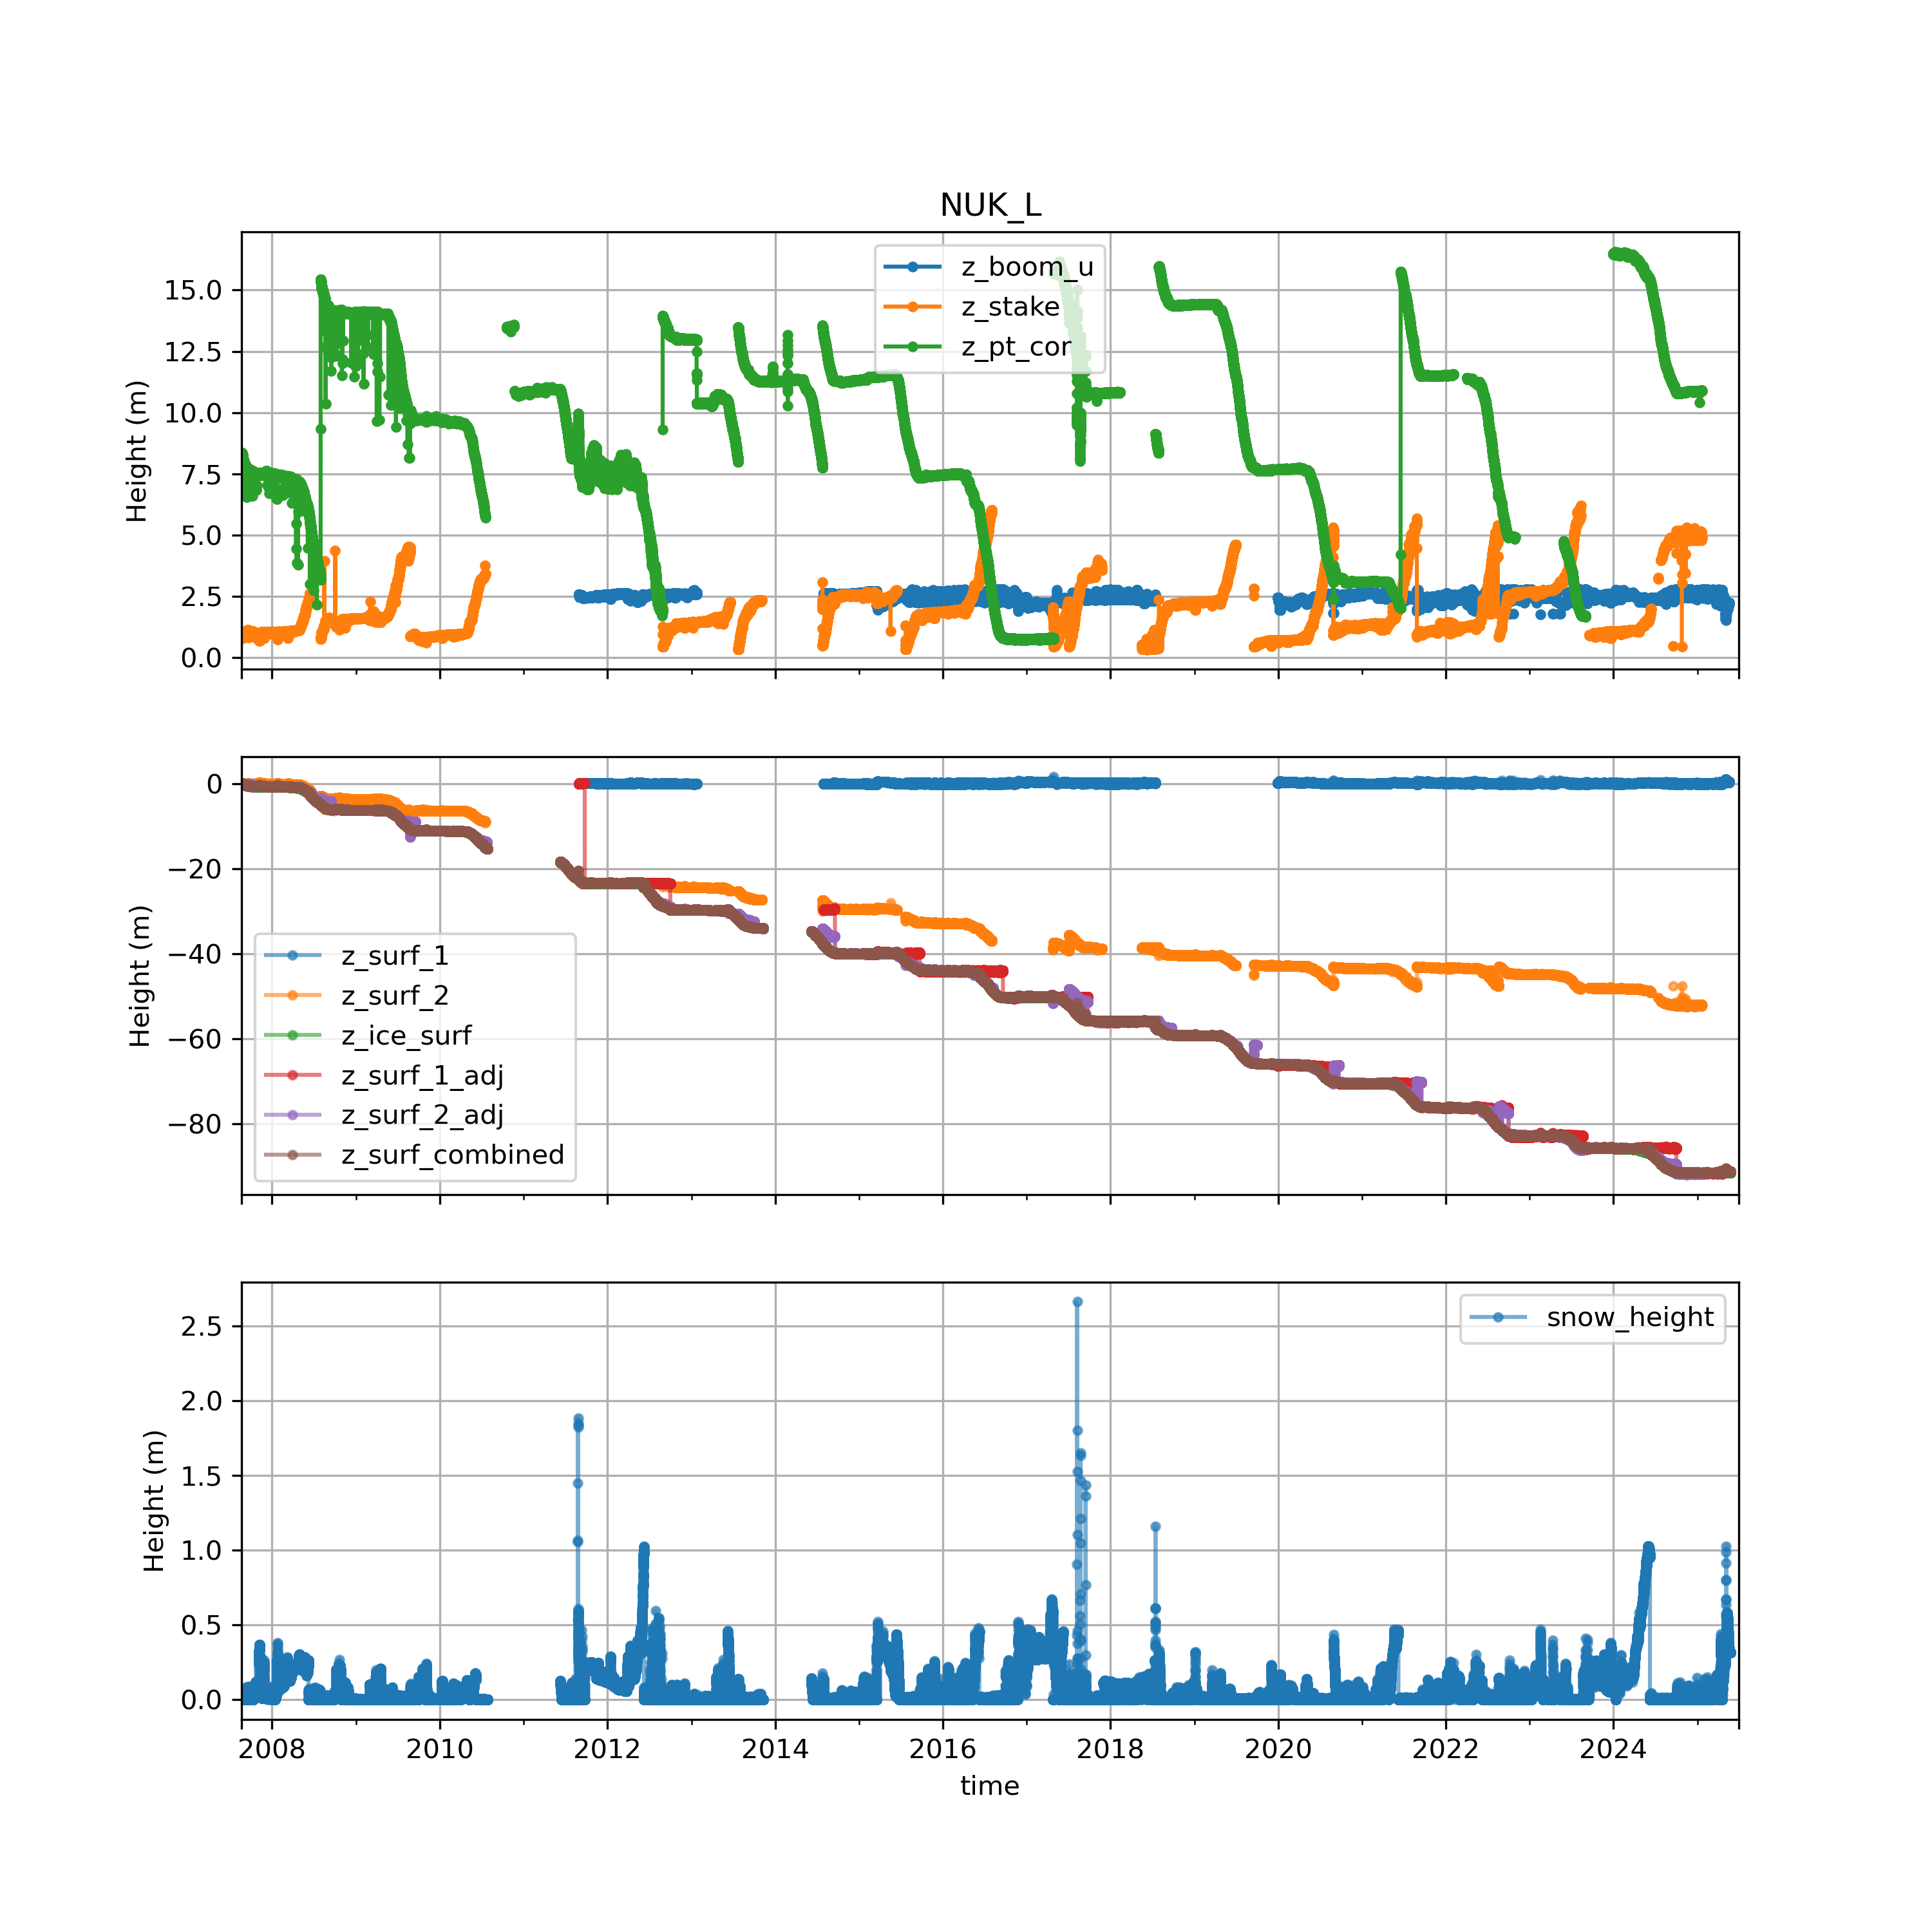 NUK_L
Height (m)
15.0
12.5
10.0
7.5
5.0
2.5
0.0
z_boom_u
z_stake
z_pt_cor
Height (m)
0
−20
−40
−60
−80
z_surf_1
z_surf_2
z_ice_surf
z_surf_1_adj
z_surf_2_adj
z_surf_combined
Height (m)
2.5
2.0
1.5
1.0
0.5
0.0
snow_height
2008 2010 2012 2014 2016 2018 2020 2022 2024
time